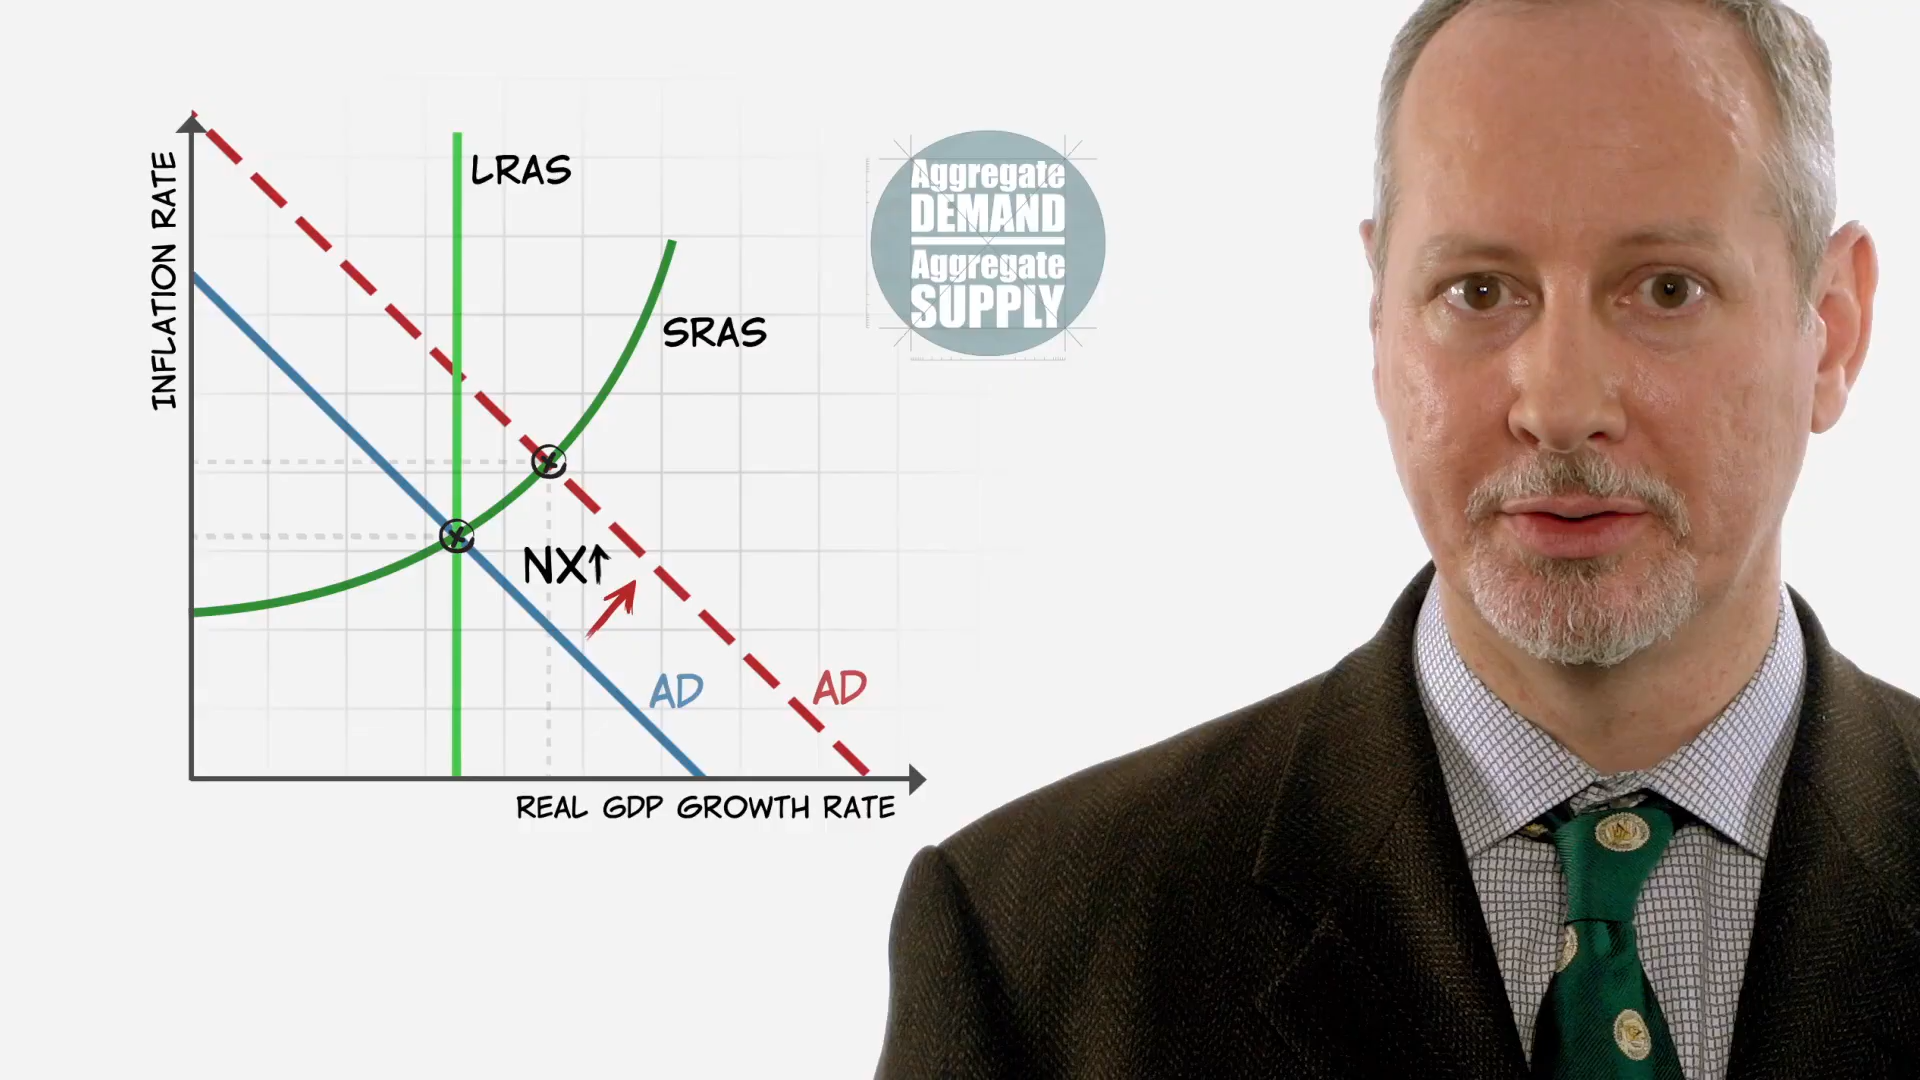 LRAS
Aggregate
DEMAND
Aggregate
SUPPLY
INFLATION RATE
SRAS
NX↑
AD
AD
REAL GDP GROWTH RATE